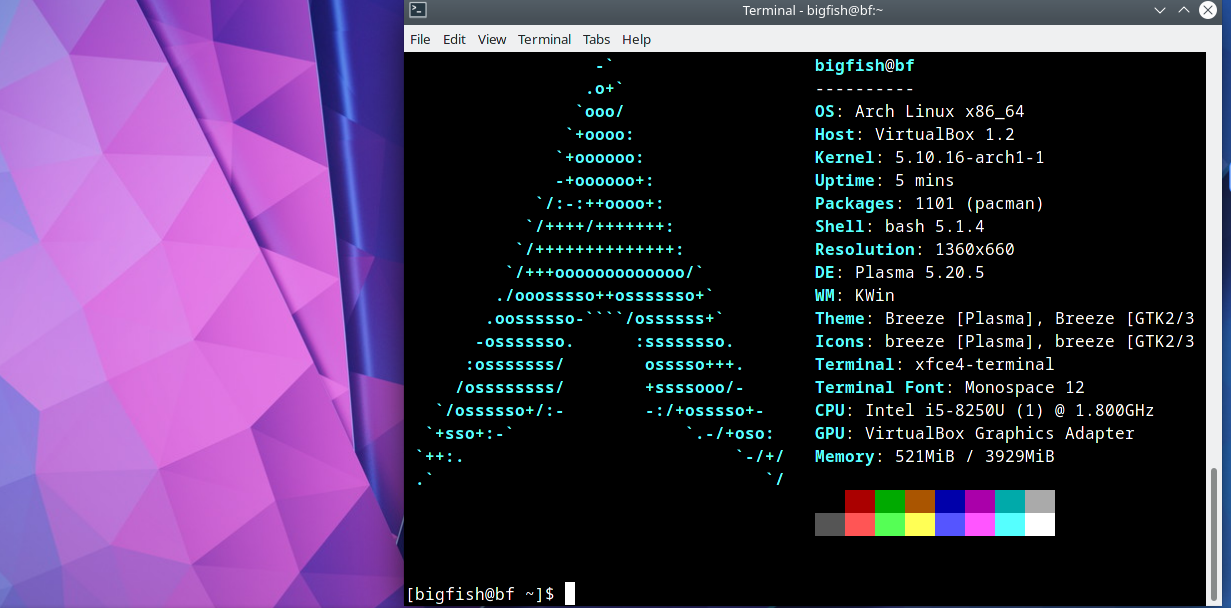 Terminal - bigfish@bf:~
File Edit View Terminal Tabs Help
                   -`
                  .o+`
                 `ooo/
                `+oooo:
               `+oooooo:
               -+oooooo+:
             `/:-:++oooo+:
            `/++++/+++++++:
           `/++++++++++++++:
          `/+++ooooooooooooo/`
         ./ooosssso++osssssso+`
        .oossssso-````/ossssss+`
       -osssssso.      :ssssssso.
      :osssssss/        osssso+++.
     /ossssssss/        +ssssooo/-
   `/ossssso+/:-        -:/+osssso+-
  `+sso+:-`                 `.-/+oso:
 `++:.                           `-/+/
 .`                                 `/
bigfish@bf
----------
OS: Arch Linux x86_64
Host: VirtualBox 1.2
Kernel: 5.10.16-arch1-1
Uptime: 5 mins
Packages: 1101 (pacman)
Shell: bash 5.1.4
Resolution: 1360x660
DE: Plasma 5.20.5
WM: KWin
Theme: Breeze [Plasma], Breeze [GTK2/3
Icons: breeze [Plasma], breeze [GTK2/3
Terminal: xfce4-terminal
Terminal Font: Monospace 12
CPU: Intel i5-8250U (1) @ 1.800GHz
GPU: VirtualBox Graphics Adapter
Memory: 521MiB / 3929MiB
[bigfish@bf ~]$